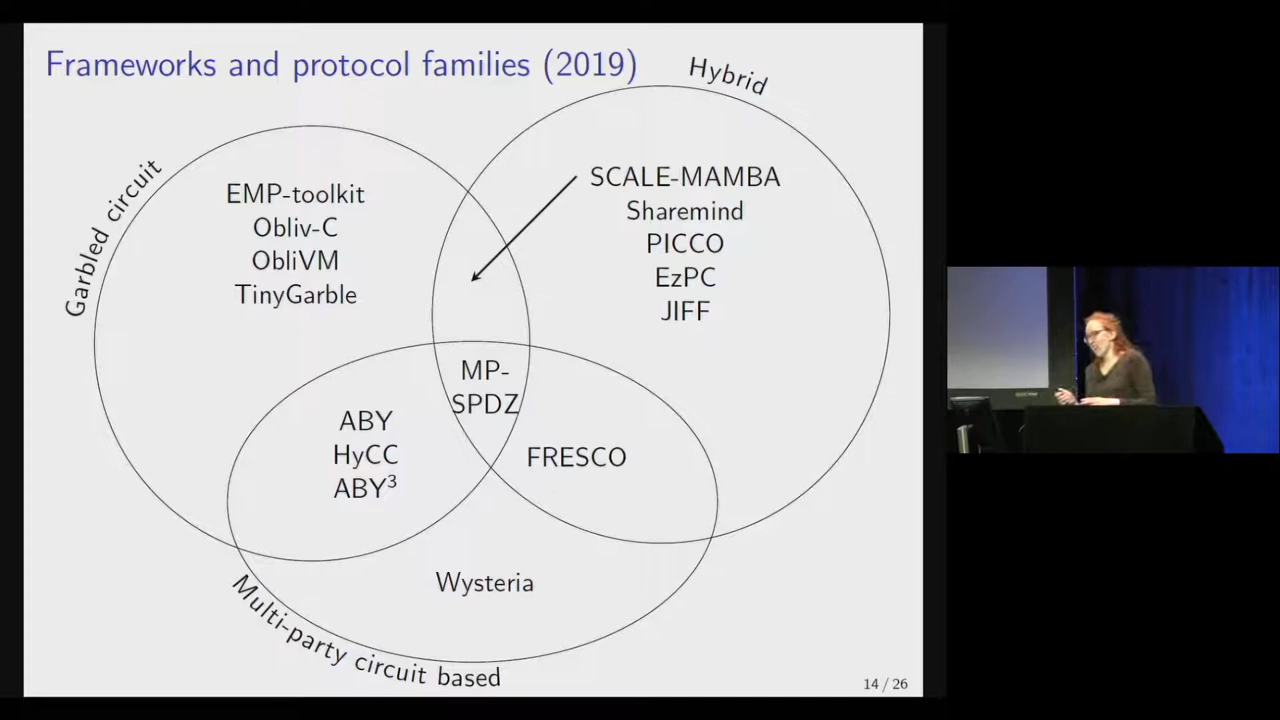 Frameworks and protocol families (2019)
Hybrid
Garbled circuit
EMP-toolkit
Obliv-C
ObliVM
TinyGarble
SCALE-MAMBA
Sharemind
PICCO
EzPC
JIFF
MP-
SPDZ
ABY
HyCC
ABY³
FRESCO
Wysteria
Multi-party circuit based
14 / 26